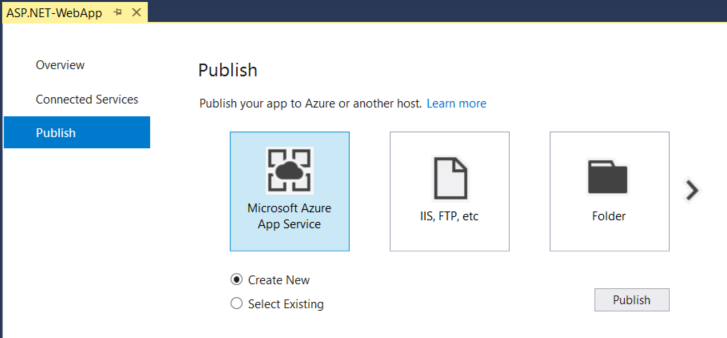 ASP.NET-WebApp
Overview
Connected Services
Publish
Publish
Publish your app to Azure or another host. Learn more
Microsoft Azure
App Service
IIS, FTP, etc
Folder
Create New
Select Existing
Publish